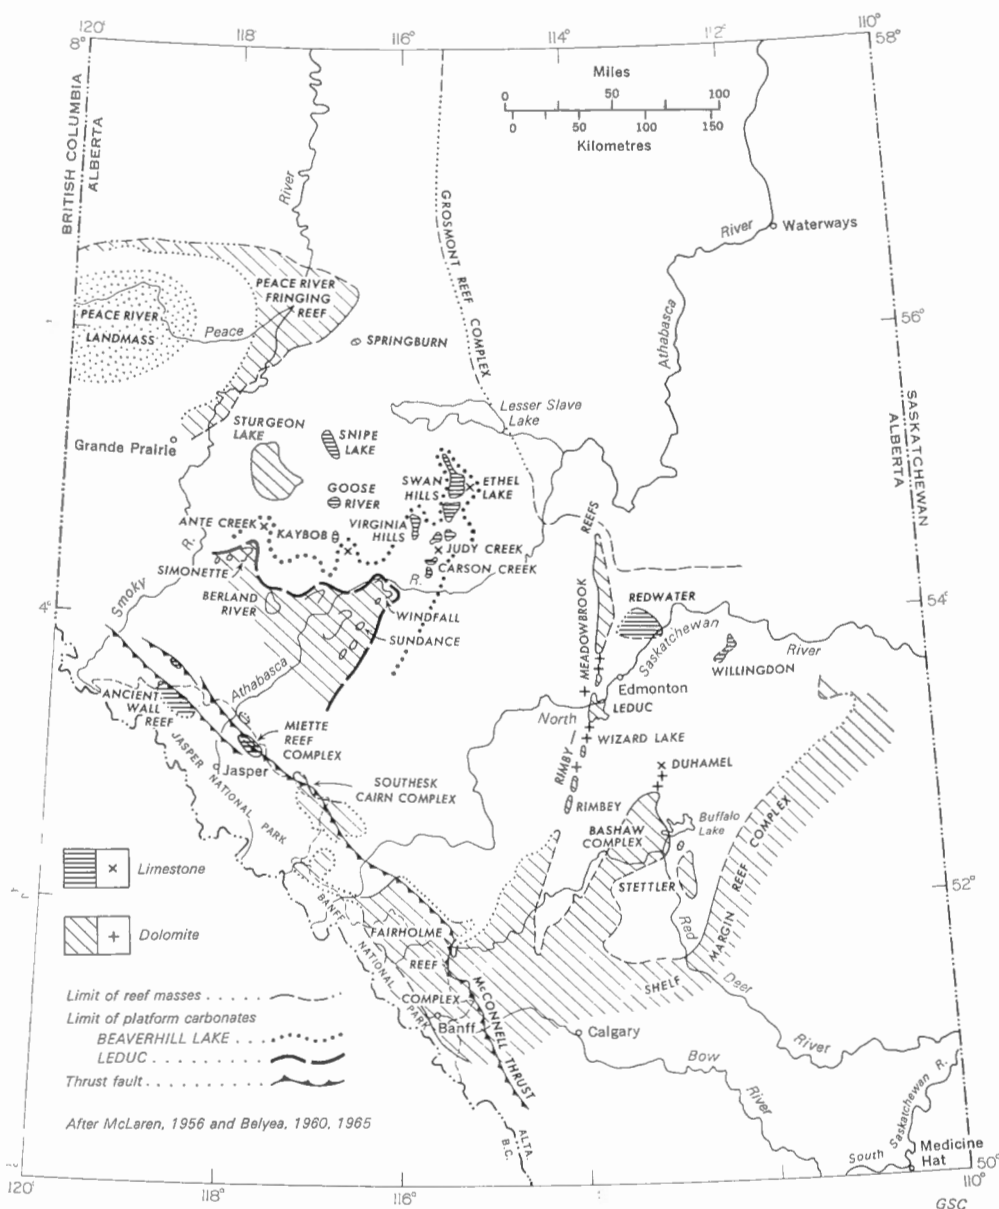 120°
118°
116°
114°
112°
110°
8°
58°
BRITISH COLUMBIA
ALBERTA
Miles
0 50 100
0 50 100 150
Kilometres
River
GROSMONT REEF COMPLEX
River
Waterways
PEACE RIVER
FRINGING
REEF
PEACE RIVER
LANDMASS
Peace
SPRINGBURN
56°
Athabasca
SASKATCHEWAN
ALBERTA
Lesser Slave
Lake
Grande Prairie
STURGEON
LAKE
SNIPE
LAKE
SWAN
HILLS
ETHEL
LAKE
GOOSE
RIVER
ANTE CREEK
KAYBOB
VIRGINIA
HILLS
JUDY CREEK
CARSON CREEK
R.
SIMONETTE
R.
BERLAND
RIVER
WINDFALL
SUNDANCE
Smoky
4°
54°
REEFS
MEADOWBROOK
RIMBY
REDWATER
Saskatchewan
River
WILLINGDON
Edmonton
LEDUC
North
WIZARD LAKE
DUHAMEL
Athabasca
ANCIENT
WALL
REEF
MIETTE
REEF
COMPLEX
JASPER NATIONAL PARK
Jasper
SOUTHESK
CAIRN COMPLEX
RIMBEY
BASHAW
COMPLEX
Buffalo
Lake
STETTLER
52°
MARGIN REEF COMPLEX
SHELF
Red
Deer
River
Limestone
Dolomite
BANFF NATIONAL PARK
FAIRHOLME
REEF
COMPLEX
Banff
McCONNELL THRUST
Calgary
Bow
River
Limit of reef masses
Limit of platform carbonates
BEAVERHILL LAKE
LEDUC
Thrust fault
After McLaren, 1956 and Belyea, 1960, 1965
ALTA.
B.C.
South Saskatchewan R.
Medicine
Hat
50°
120°
118°
116°
110°
GSC